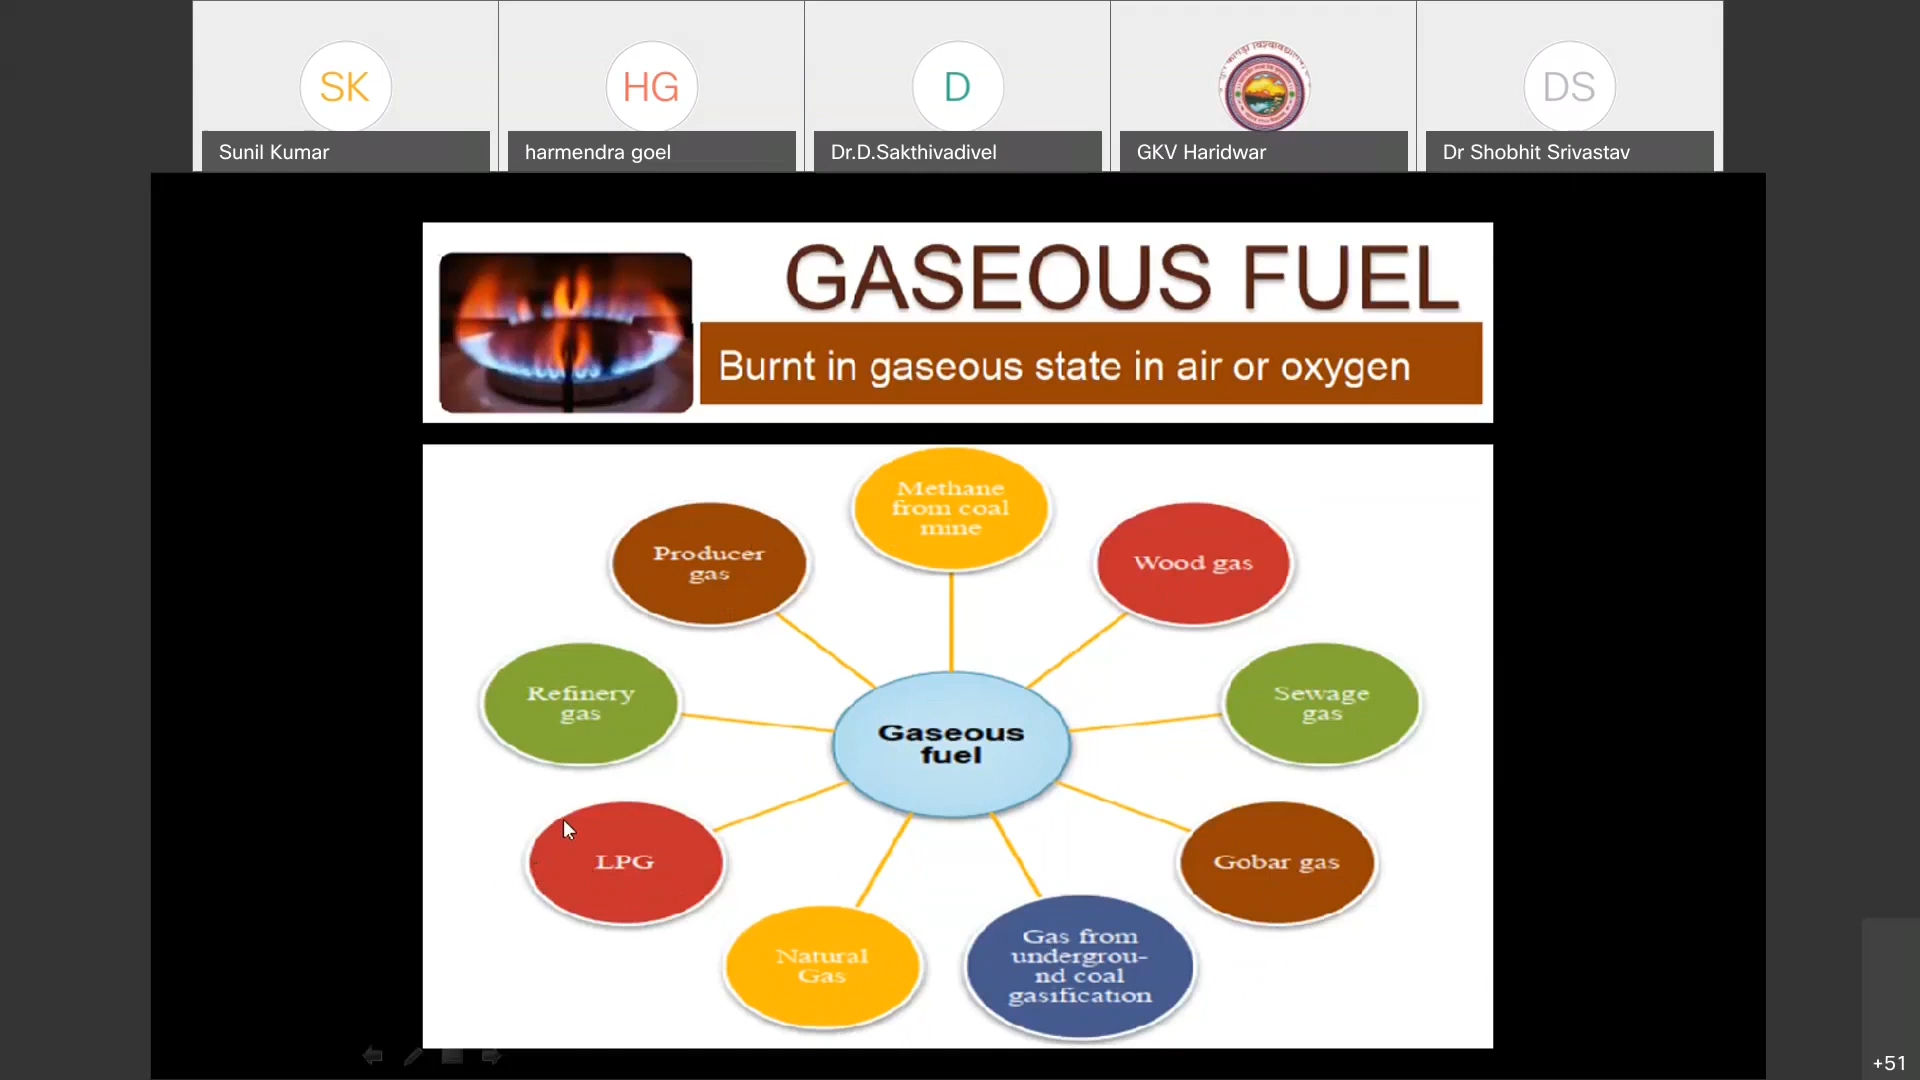 SK
HG
D
DS
Sunil Kumar
harmendra goel
Dr.D.Sakthivadivel
GKV Haridwar
Dr Shobhit Srivastav
GASEOUS FUEL
Burnt in gaseous state in air or oxygen
Methane
from coal
mine
Producer
gas
Wood gas
Refinery
gas
Sewage
gas
Gaseous
fuel
LPG
Gobar gas
Natural
Gas
Gas from
undergrou-
nd coal
gasification
+51